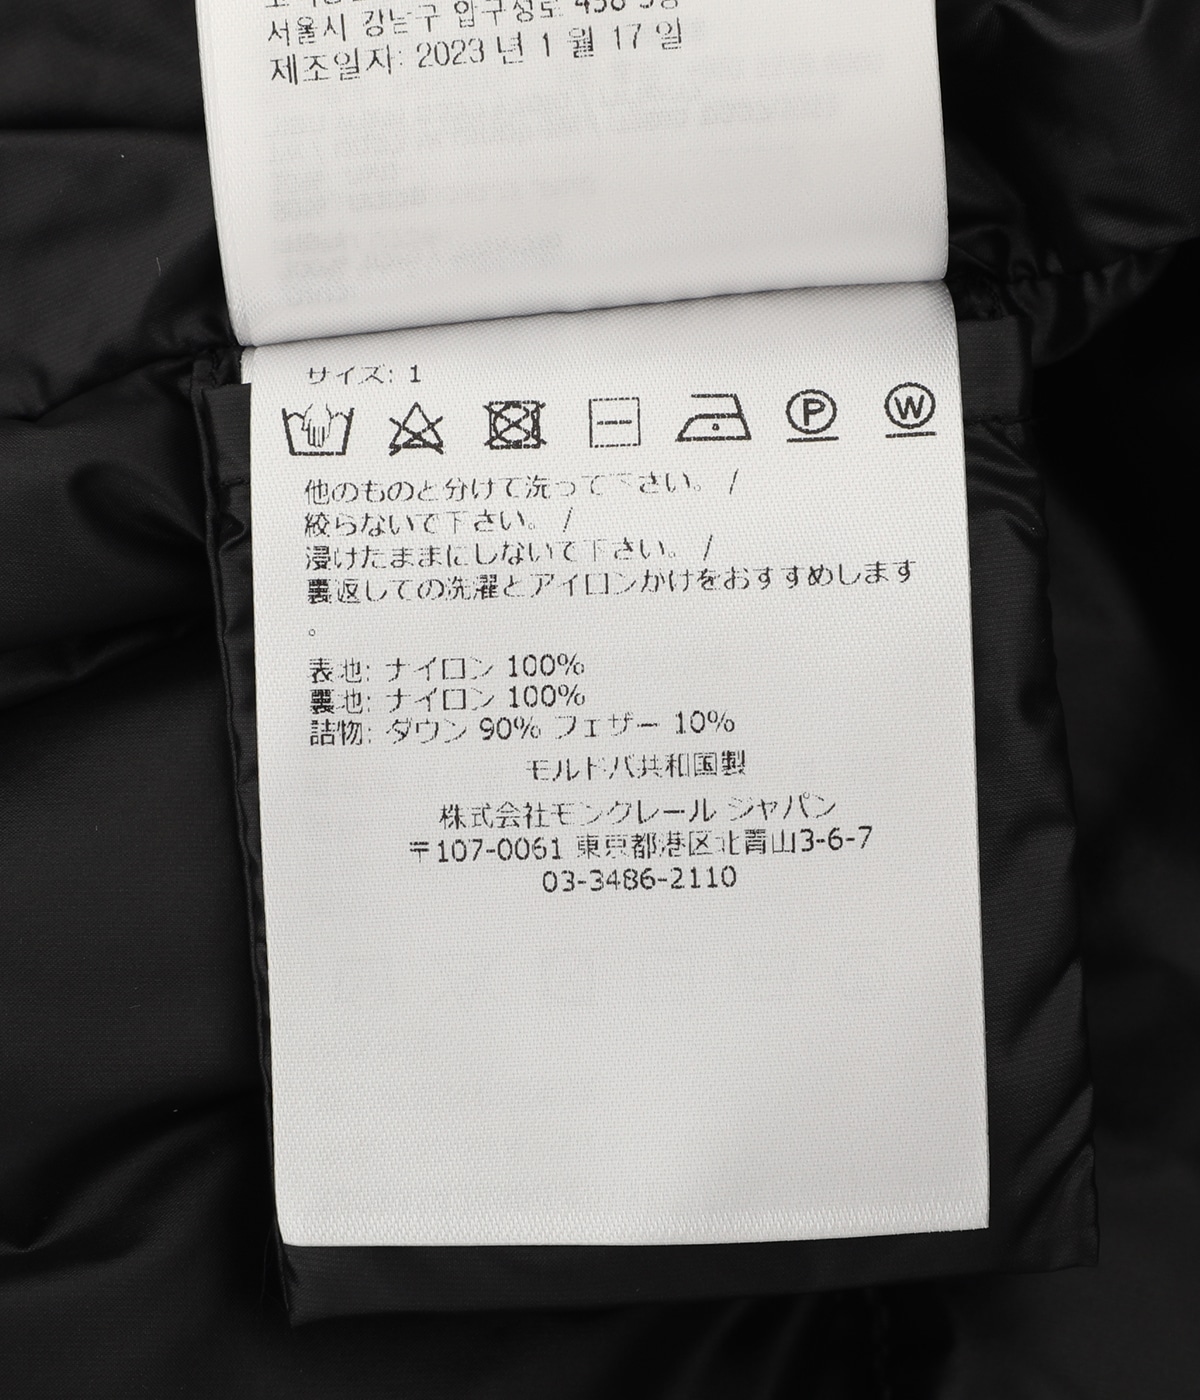 서울시 강남구 압구정로 458 5층
제조일자: 2023 년 1 월 17 일
サイズ: 1
P
W
他のものと分けて洗って下さい。 /
絞らないで下さい。 /
浸けたままにしないで下さい。 /
裏返しての洗濯とアイロンかけをおすすめします
。
表地: ナイロン 100%
裏地: ナイロン 100%
詰物: ダウン 90% フェザー 10%
モルドバ共和国製
株式会社モンクレール ジャパン
〒107-0061 東京都港区北青山3-6-7
03-3486-2110